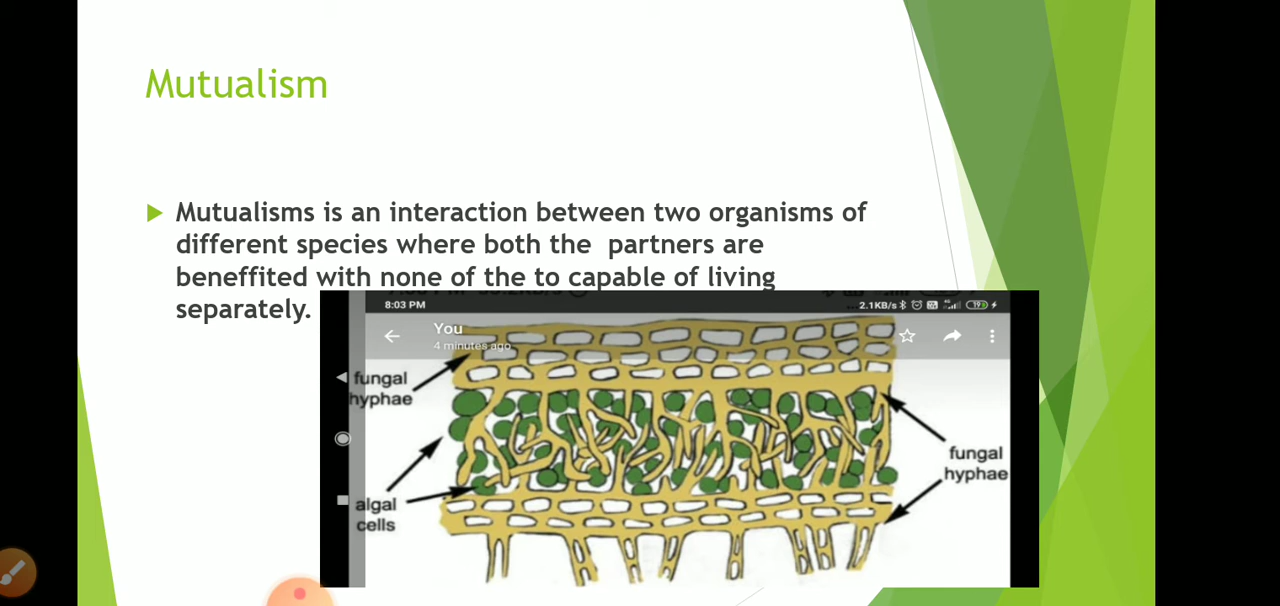 Mutualism
Mutualisms is an interaction between two organisms of
different species where both the partners are
beneffited with none of the to capable of living
separately.
8:03 PM
2.1KB/s
19
You
4 minutes ago
fungal
hyphae
algal
cells
fungal
hyphae